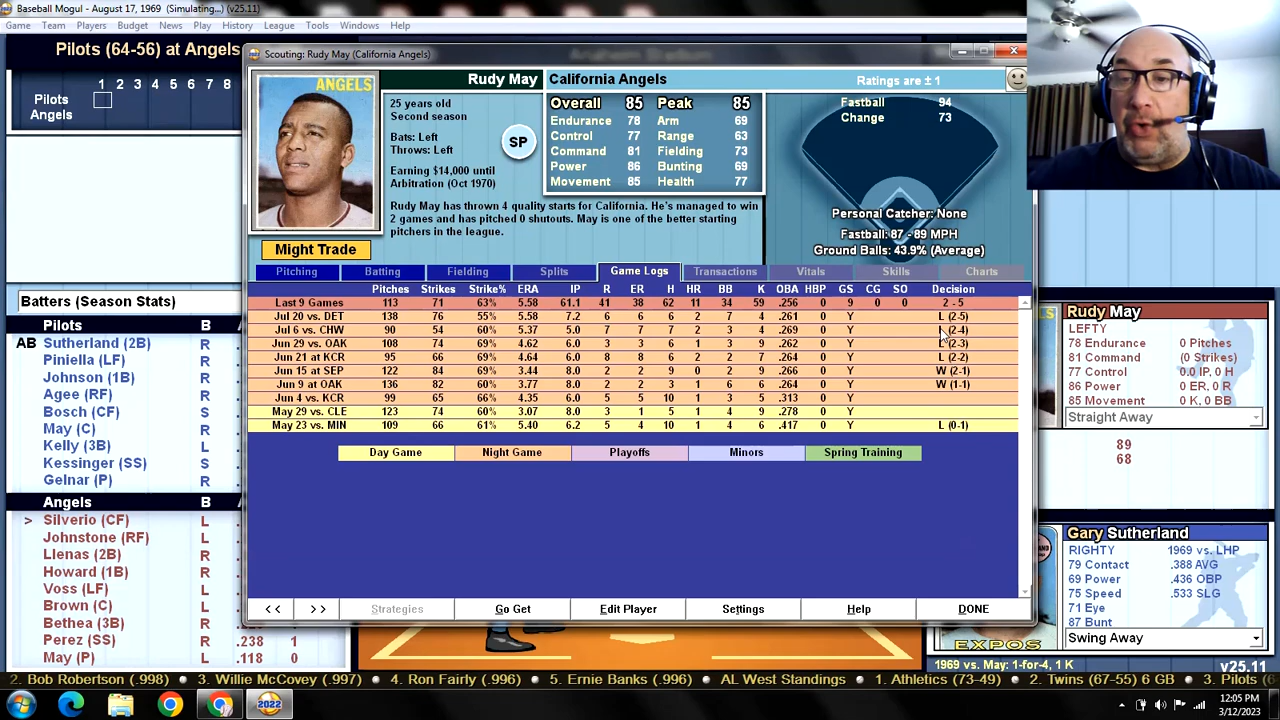 Baseball Mogul - August 17, 1969 (Simulating...) (v25.11)
Game Team Players Budget News Play History League Tools Windows Help
Pilots (64-56) at Angels
1 2 3 4 5 6 7 8
Pilots
Angels
Scouting: Rudy May (California Angels)
ANGELS
Rudy May
California Angels
Ratings are ± 1
25 years old
Second season
Bats: Left
Throws: Left
Earning $14,000 until
Arbitration (Oct 1970)
SP
Overall 85 Peak 85
Endurance 78 Arm 69
Control 77 Range 63
Command 81 Fielding 73
Power 86 Bunting 69
Movement 85 Health 77
Fastball 94
Change 73
Personal Catcher: None
Fastball: 87 - 89 MPH
Ground Balls: 43.9% (Average)
Rudy May has thrown 4 quality starts for California. He's managed to win
2 games and has pitched 0 shutouts. May is one of the better starting
pitchers in the league.
Might Trade
Pitching Batting Fielding Splits Game Logs Transactions Vitals Skills Charts
Pitches Strikes Strike% ERA IP R ER H HR BB K OBA HBP GS CG SO Decision
Last 9 Games 113 71 63% 5.58 61.1 41 38 62 11 34 59 .256 0 9 0 0 2 - 5
Jul 20 vs. DET 138 76 55% 5.58 7.2 6 6 6 2 7 4 .261 0 Y L (2-5)
Jul 6 vs. CHW 90 54 60% 5.37 5.0 7 7 7 2 3 4 .269 0 Y (2-4)
Jun 29 vs. OAK 108 74 69% 4.62 6.0 3 3 6 1 3 9 .262 0 Y L (2-3)
Jun 21 at KCR 95 66 69% 4.64 6.0 8 8 6 2 2 7 .264 0 Y L (2-2)
Jun 15 at SEP 122 84 69% 3.44 8.0 2 2 9 0 2 9 .266 0 Y W (2-1)
Jun 9 at OAK 136 82 60% 3.77 8.0 2 2 3 1 6 6 .264 0 Y W (1-1)
Jun 4 vs. KCR 99 65 66% 4.35 6.0 5 5 10 1 3 5 .313 0 Y
May 29 vs. CLE 123 74 60% 3.07 8.0 3 1 5 1 4 9 .278 0 Y
May 23 vs. MIN 109 66 61% 5.40 6.2 5 4 10 1 4 6 .417 0 Y L (0-1)
Day Game Night Game Playoffs Minors Spring Training
<< >> Strategies Go Get Edit Player Settings Help DONE
Batters (Season Stats)
Pilots B
AB Sutherland (2B) R
Piniella (LF) R
Johnson (1B) R
Agee (RF) R
Bosch (CF) S
May (C) R
Kelly (3B) L
Kessinger (SS) S
Gelnar (P) R
Angels B
> Silverio (CF) L
Johnstone (RF) L
Llenas (2B) R
Howard (1B) R
Voss (LF) L
Brown (C) L
Bethea (3B) R
Perez (SS) R .238 1
May (P) L .118 0
Rudy May
LEFTY
78 Endurance 0 Pitches
81 Command (0 Strikes)
77 Control 0.0 IP, 0 H
86 Power 0 ER, 0 R
85 Movement 0 K, 0 BB
Straight Away
89
68
Gary Sutherland
RIGHTY 1969 vs. LHP
79 Contact .388 AVG
69 Power .436 OBP
75 Speed .533 SLG
71 Eye
87 Bunt
Swing Away
EXPOS
1969 vs. May: 1-for-4, 1 K
v25.11
2. Bob Robertson (.998) 3. Willie McCovey (.997) 4. Ron Fairly (.996) 5. Ernie Banks (.996) AL West Standings 1. Athletics (73-49) 2. Twins (67-55) 6 GB 3. Pilots (6
2022
12:05 PM
3/12/2023